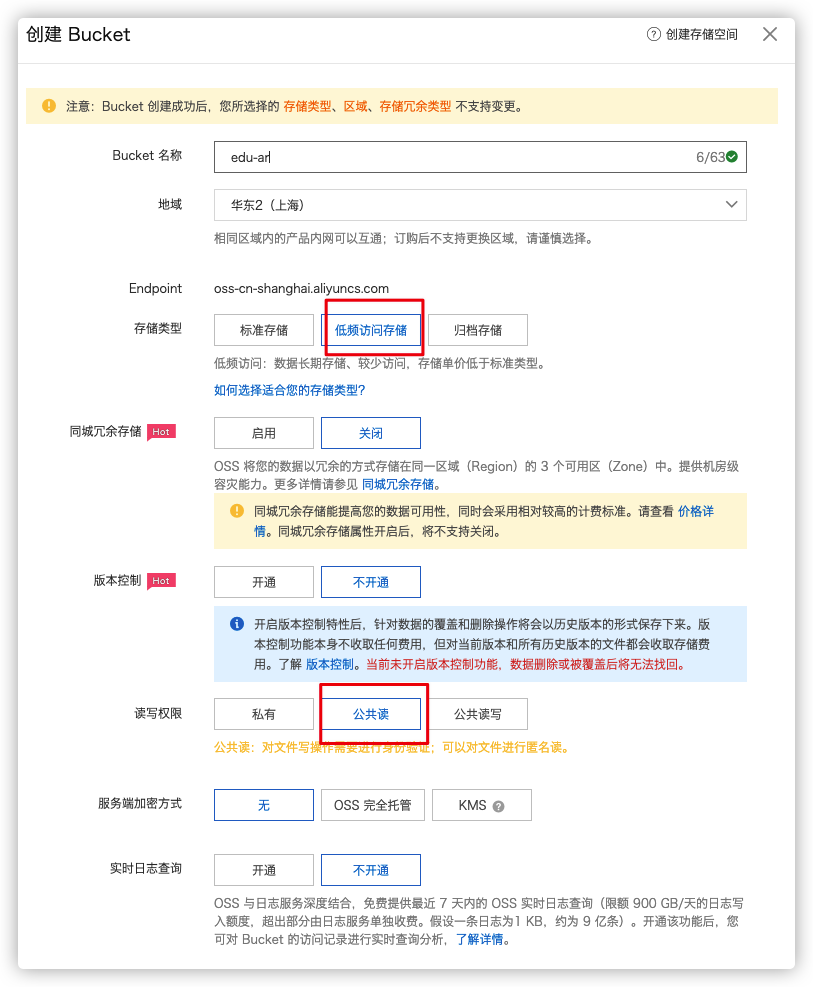 创建 Bucket
? 创建存储空间
注意：Bucket 创建成功后，您所选择的 存储类型、区域、存储冗余类型 不支持变更。
Bucket 名称
edu-ar
6/63
地域
华东2（上海）
相同区域内的产品内网可以互通；订购后不支持更换区域，请谨慎选择。
Endpoint
oss-cn-shanghai.aliyuncs.com
存储类型
标准存储 低频访问存储 归档存储
低频访问：数据长期存储、较少访问，存储单价低于标准类型。
如何选择适合您的存储类型？
同城冗余存储 Hot
启用 关闭
OSS 将您的数据以冗余的方式存储在同一区域（Region）的 3 个可用区（Zone）中。提供机房级
容灾能力。更多详情请参见 同城冗余存储。
同城冗余存储能提高您的数据可用性，同时会采用相对较高的计费标准。请查看 价格详
情。同城冗余存储属性开启后，将不支持关闭。
版本控制 Hot
开通 不开通
开启版本控制特性后，针对数据的覆盖和删除操作将会以历史版本的形式保存下来。版
本控制功能本身不收取任何费用，但对当前版本和所有历史版本的文件都会收取存储费
用。了解 版本控制。当前未开启版本控制功能，数据删除或被覆盖后将无法找回。
读写权限
私有 公共读 公共读写
公共读：对文件写操作需要进行身份验证；可以对文件进行匿名读。
服务端加密方式
无 OSS 完全托管 KMS ?
实时日志查询
开通 不开通
OSS 与日志服务深度结合，免费提供最近 7 天内的 OSS 实时日志查询（限额 900 GB/天的日志写
入额度，超出部分由日志服务单独收费。假设一条日志为1 KB，约为 9 亿条）。开通该功能后，您
可对 Bucket 的访问记录进行实时查询分析，了解详情。